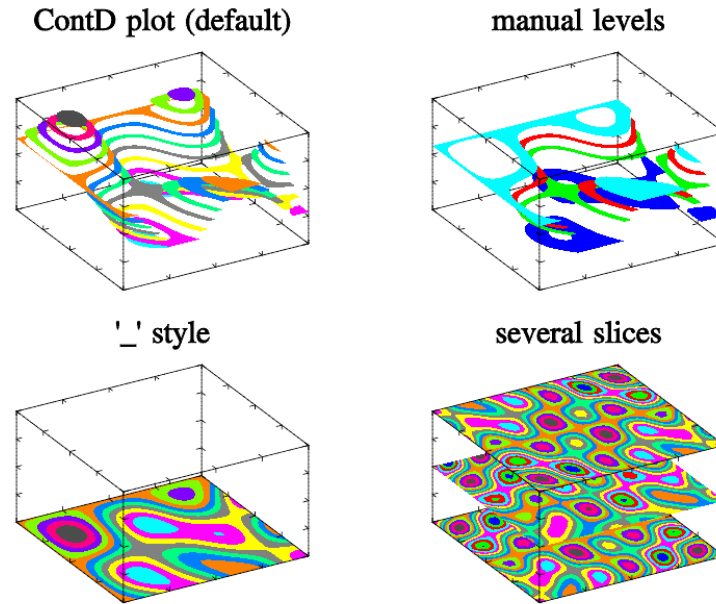 ContD plot (default)
manual levels
'_' style
several slices